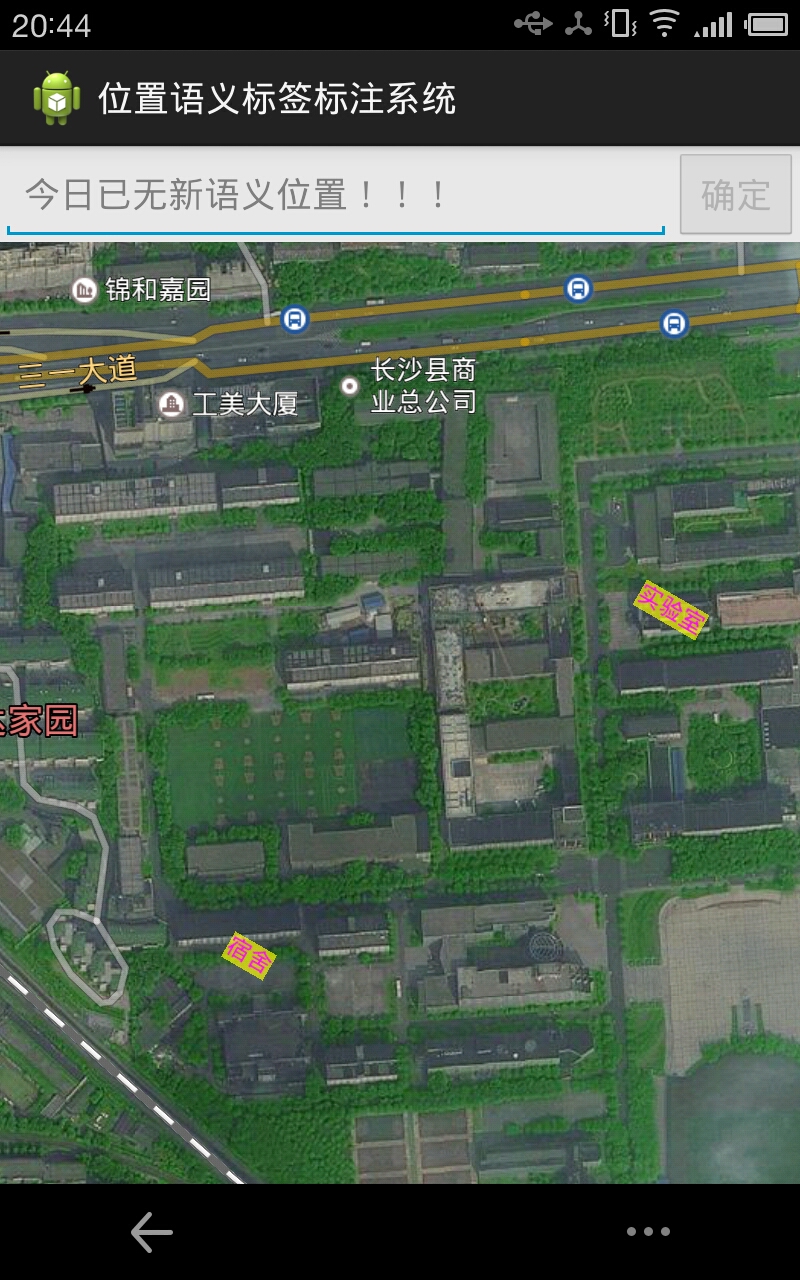 20:44
位置语义标签标注系统
今日已无新语义位置！！！
确定
锦和嘉园
三一大道
长沙县商
业总公司
工美大厦
实验室
家园
宿舍